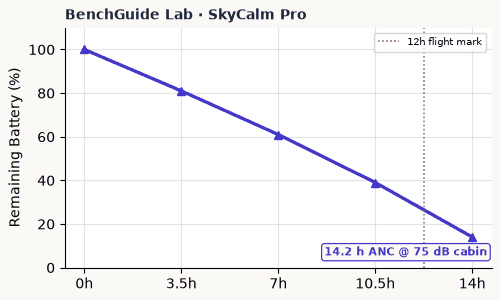 BenchGuide Lab · SkyCalm Pro
12h flight mark
Remaining Battery (%)
100
80
60
40
20
0
14.2 h ANC @ 75 dB cabin
0h
3.5h
7h
10.5h
14h